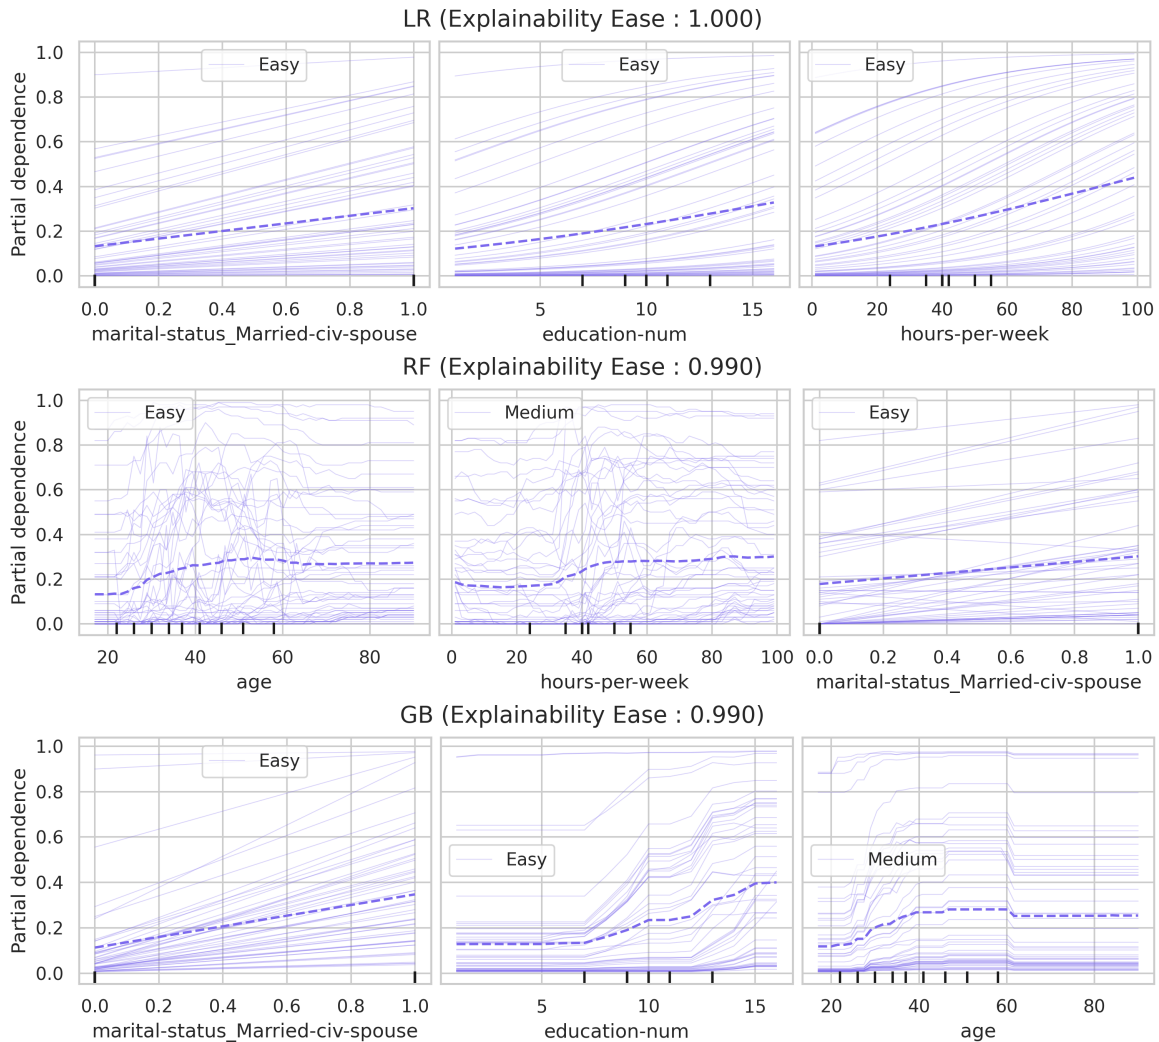 LR (Explainability Ease : 1.000)
Partial dependence
1.0
0.8
0.6
0.4
0.2
0.0
Easy
Easy
Easy
0.0 0.2 0.4 0.6 0.8 1.0
5 10 15
0 20 40 60 80 100
marital-status_Married-civ-spouse
education-num
hours-per-week
RF (Explainability Ease : 0.990)
Partial dependence
1.0
0.8
0.6
0.4
0.2
0.0
Easy
Medium
Easy
20 40 60 80
0 20 40 60 80 100
0.0 0.2 0.4 0.6 0.8 1.0
age
hours-per-week
marital-status_Married-civ-spouse
GB (Explainability Ease : 0.990)
Partial dependence
1.0
0.8
0.6
0.4
0.2
0.0
Easy
Easy
Medium
0.0 0.2 0.4 0.6 0.8 1.0
5 10 15
20 40 60 80
marital-status_Married-civ-spouse
education-num
age